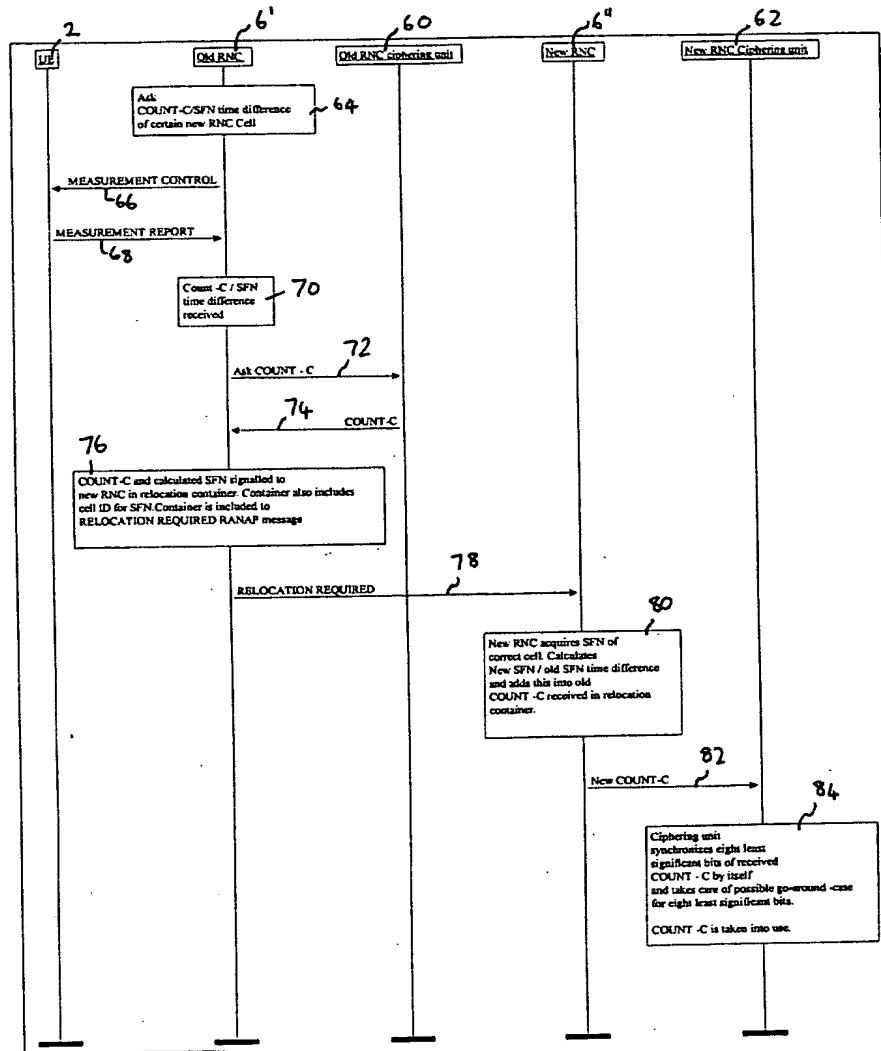 2
6'
60
6"
62
UE
Old RNC
Old RNC ciphering unit
New RNC
New RNC Ciphering unit
Ask
COUNT-C/SFN time difference
of certain new RNC Cell
64
MEASUREMENT CONTROL
66
MEASUREMENT REPORT
68
Count -C / SFN
time difference
received
70
72
Ask COUNT - C
74
COUNT-C
76
COUNT-C and calculated SFN signalled to
new RNC in relocation container. Container also includes
cell ID for SFN.Container is included to
RELOCATION REQUIRED RANAP message
78
RELOCATION REQUIRED
80
New RNC acquires SFN of
correct cell. Calculates
New SFN / old SFN time difference
and adds this into old
COUNT -C received in relocation
container.
82
New COUNT-C
84
Ciphering unit
synchronizes eight least
significant bits of received
COUNT - C by itself
and takes care of possible go-around -case
for eight least significant bits.
COUNT -C is taken into use.